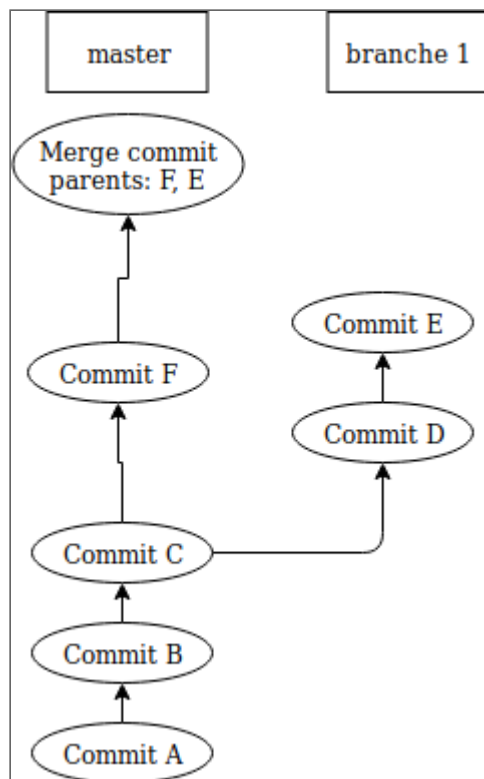 master
branche 1
Merge commit
parents: F, E
Commit E
Commit F
Commit D
Commit C
Commit B
Commit A